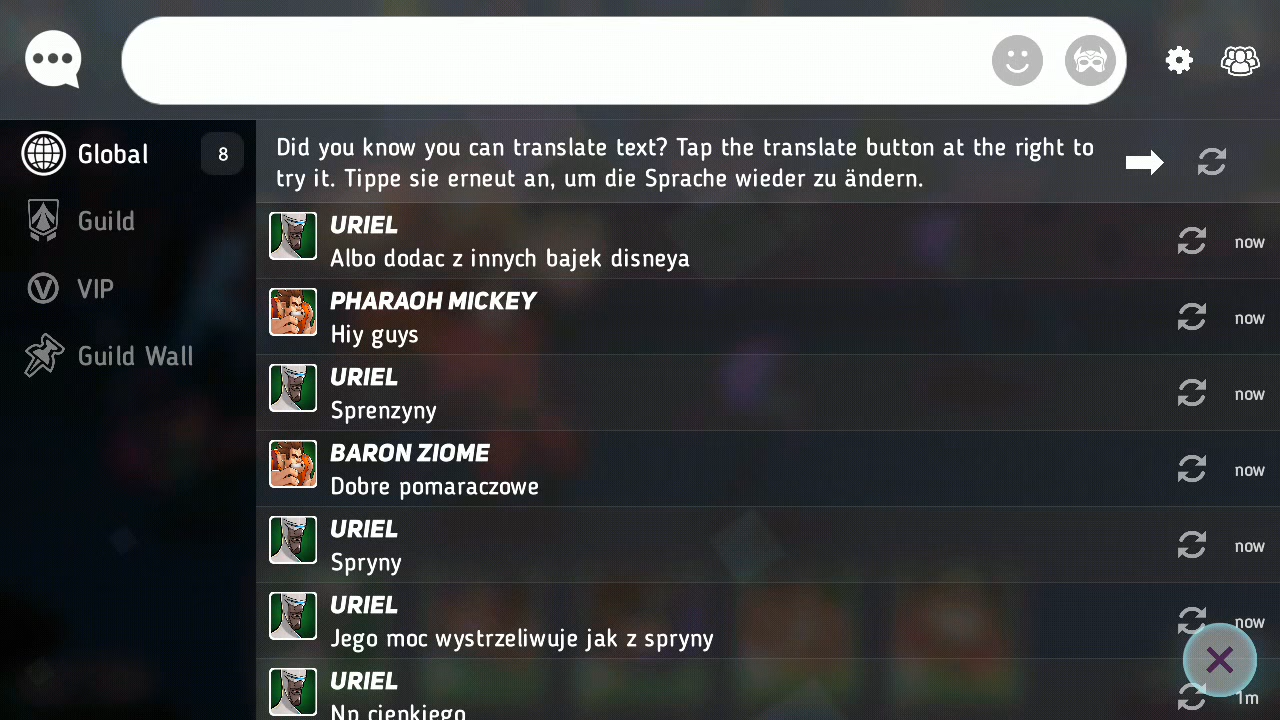 Global
8
Guild
VIP
Guild Wall
Did you know you can translate text? Tap the translate button at the right to
try it. Tippe sie erneut an, um die Sprache wieder zu ändern.
URIEL
Albo dodac z innych bajek disneya
now
PHARAOH MICKEY
Hiy guys
now
URIEL
Sprenzyny
now
BARON ZIOME
Dobre pomaraczowe
now
URIEL
Spryny
now
URIEL
Jego moc wystrzeliwuje jak z spryny
now
URIEL
Np cienkiego
1m